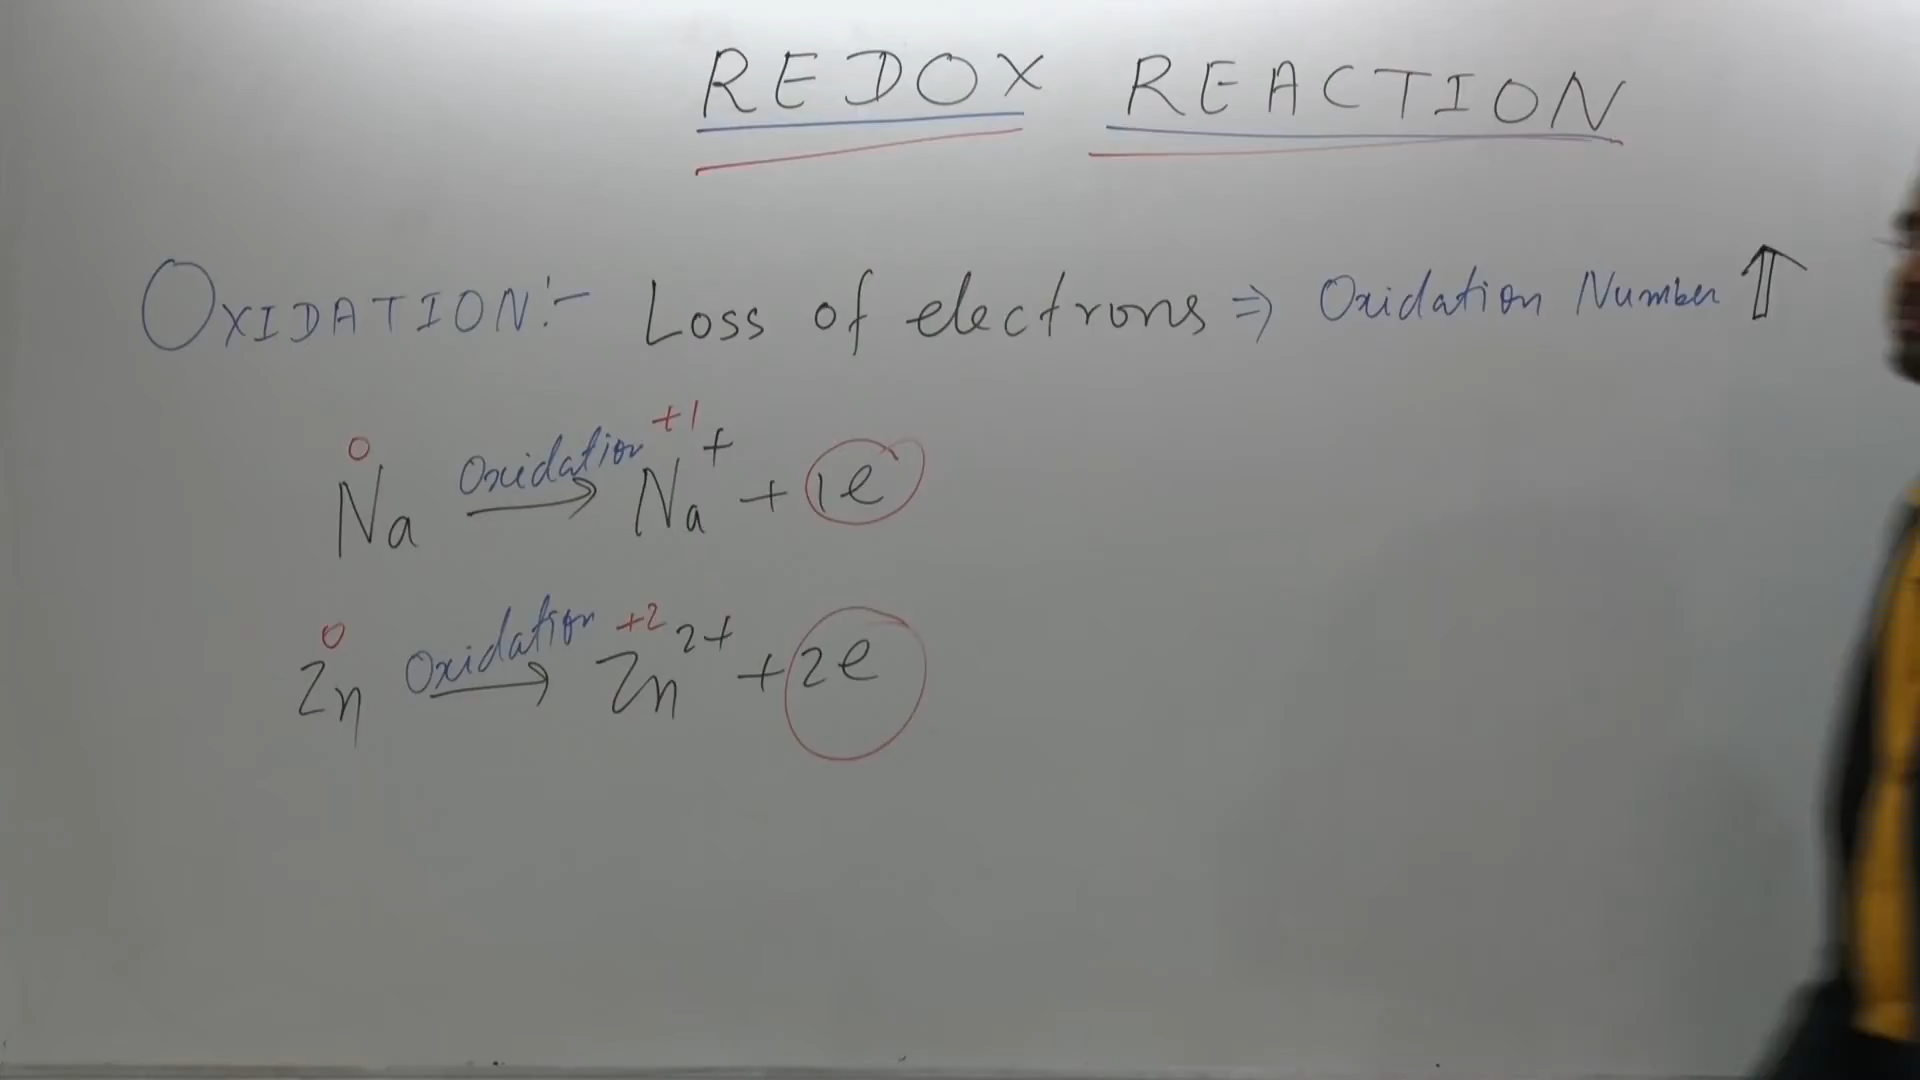 REDOX REACTION
OXIDATION:- Loss of electrons ⇒ Oxidation Number ⇑
0 +1
Na Oxidation → Na⁺ + 1e
0 +2
Zn Oxidation → Zn²⁺ + 2e